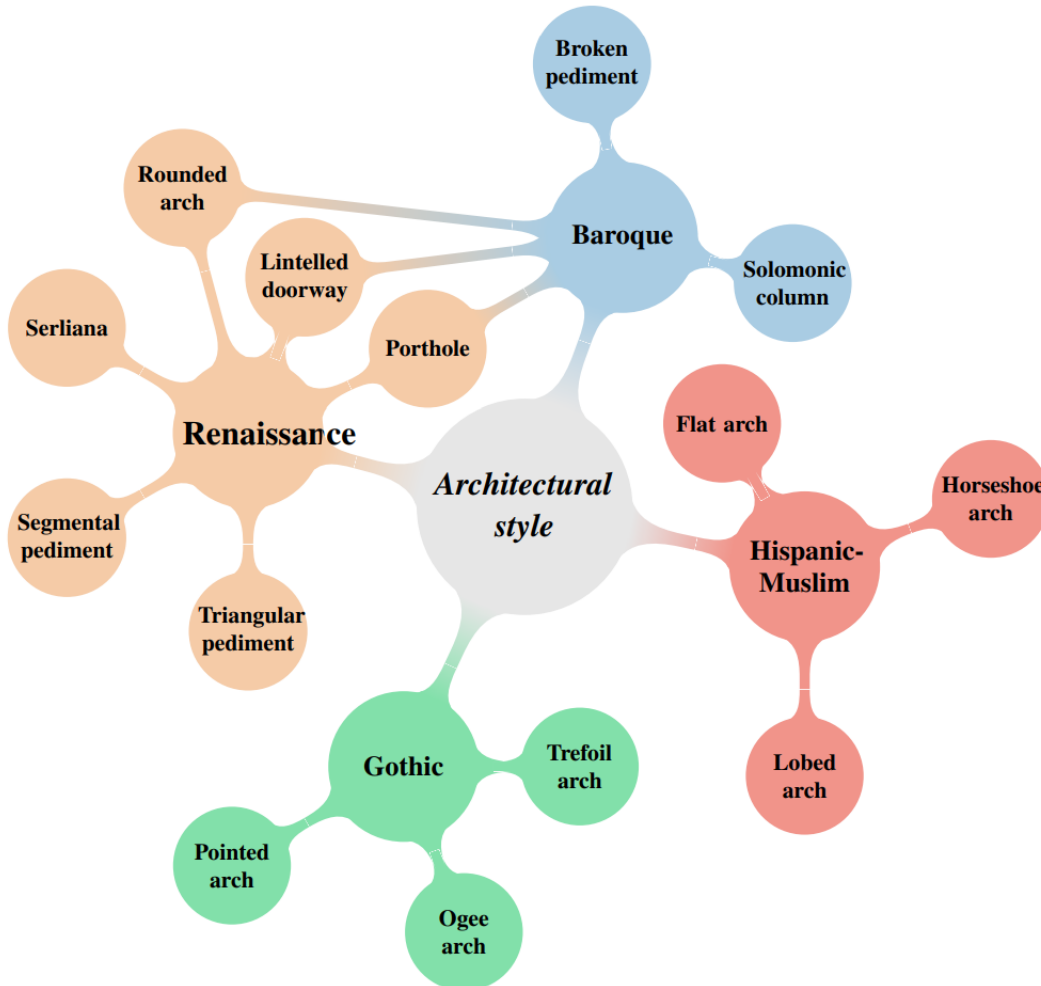 Broken
pediment
Rounded
arch
Baroque
Lintelled
doorway
Solomonic
column
Serliana
Porthole
Renaissance
Flat arch
Architectural
style
Horseshoe
arch
Segmental
pediment
Hispanic-
Muslim
Triangular
pediment
Gothic
Trefoil
arch
Lobed
arch
Pointed
arch
Ogee
arch